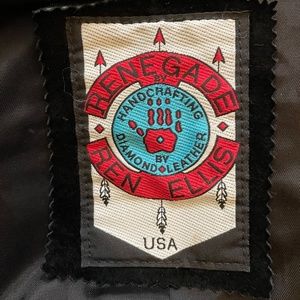 RENEGADE
BY
HANDCRAFTING
BY
DIAMOND LEATHER
BEN ELLIS
USA